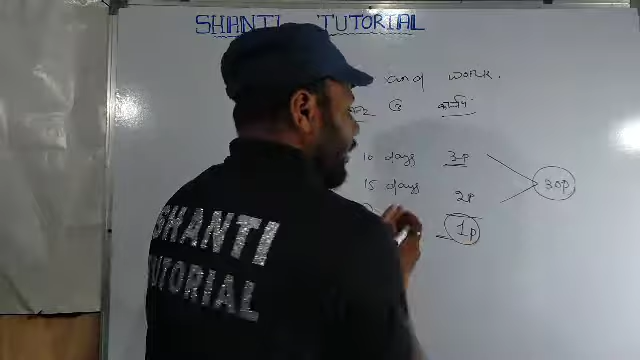 SHANTI TUTORIAL
and WORK.
10 days 3p
15 days 2p
30p
1p
SHANTI
TUTORIAL